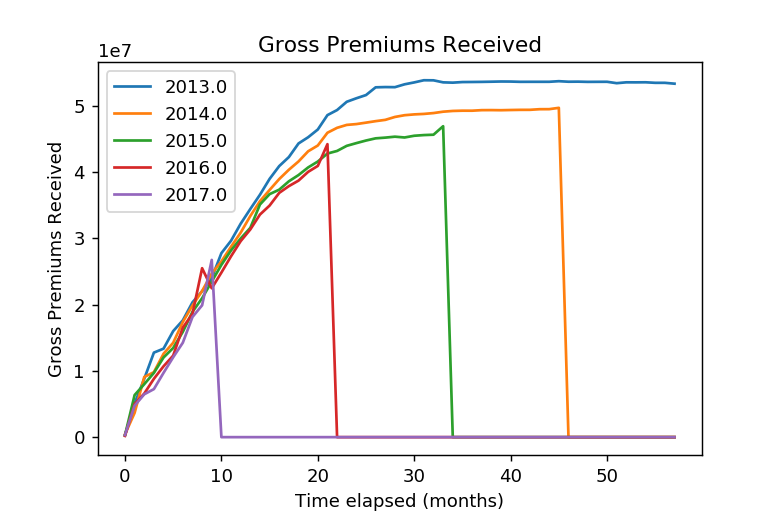 Gross Premiums Received
1e7
2013.0
2014.0
2015.0
2016.0
2017.0
Gross Premiums Received
5
4
3
2
1
0
0 10 20 30 40 50
Time elapsed (months)